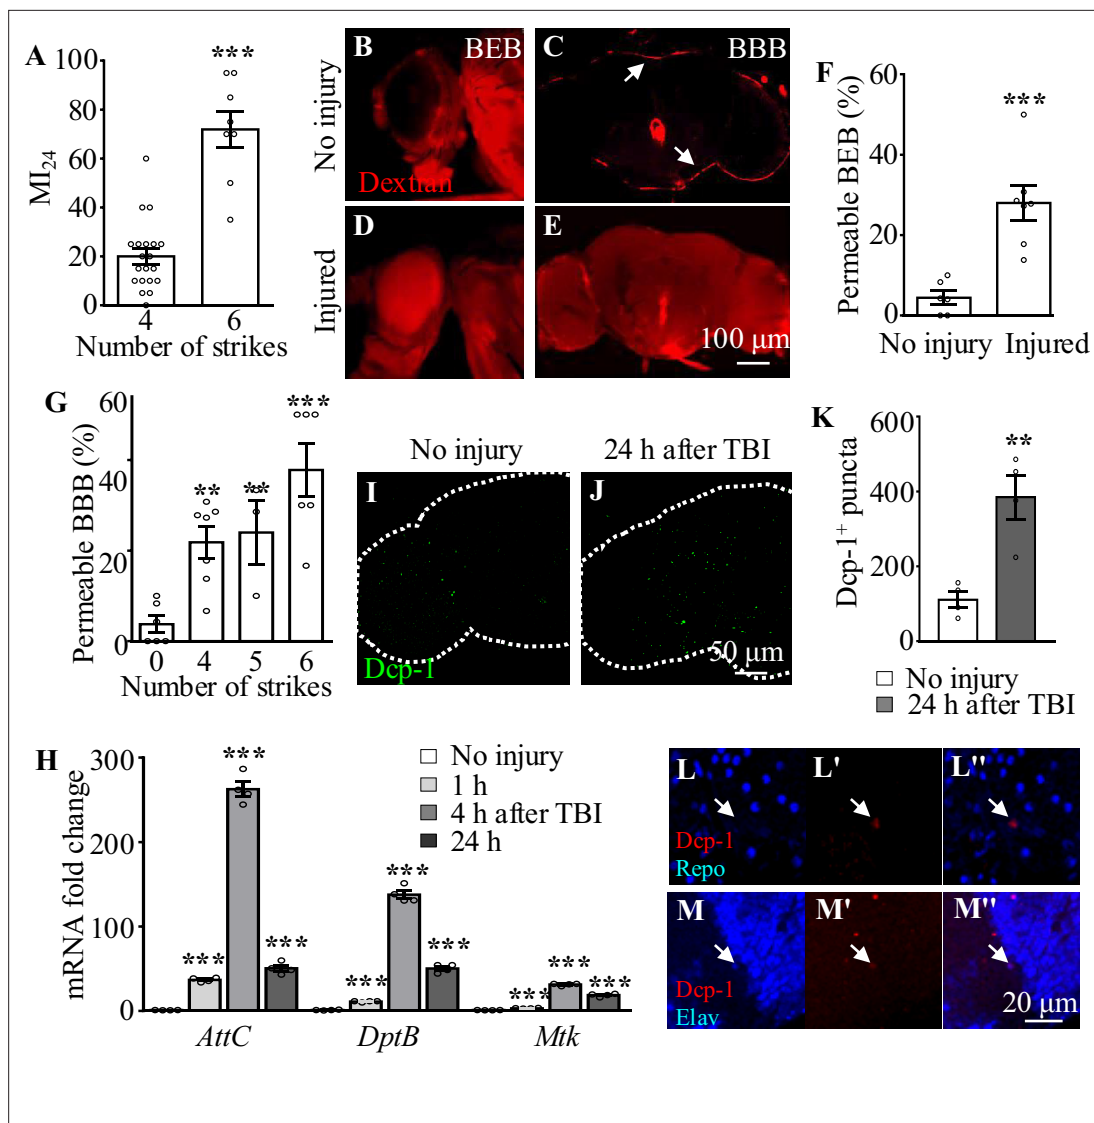 A
***
MI24
100
80
60
40
20
0
4
6
Number of strikes
No injury
B
BEB
Dextran
C
BBB
Injured
D
E
100 µm
F
***
Permeable BEB (%)
60
40
20
0
No injury
Injured
G
***
**
**
Permeable BBB (%)
60
40
20
0
0
4
5
6
Number of strikes
No injury
24 h after TBI
I
Dcp-1
J
50 µm
K
**
Dcp-1+ puncta
600
400
200
0
No injury
24 h after TBI
H
mRNA fold change
300
200
100
0
***
***
***
***
***
***
***
***
***
No injury
1 h
4 h after TBI
24 h
AttC
DptB
Mtk
L
L'
L"
Dcp-1
Repo
M
M'
M"
Dcp-1
Elav
20 µm